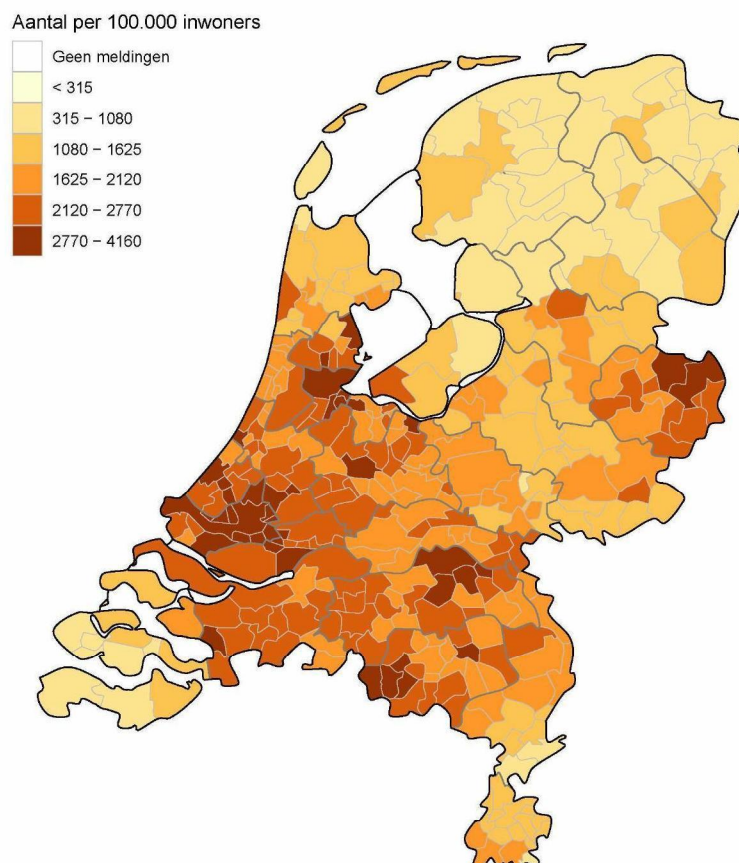 Aantal per 100.000 inwoners
Geen meldingen
< 315
315 − 1080
1080 − 1625
1625 − 2120
2120 − 2770
2770 − 4160